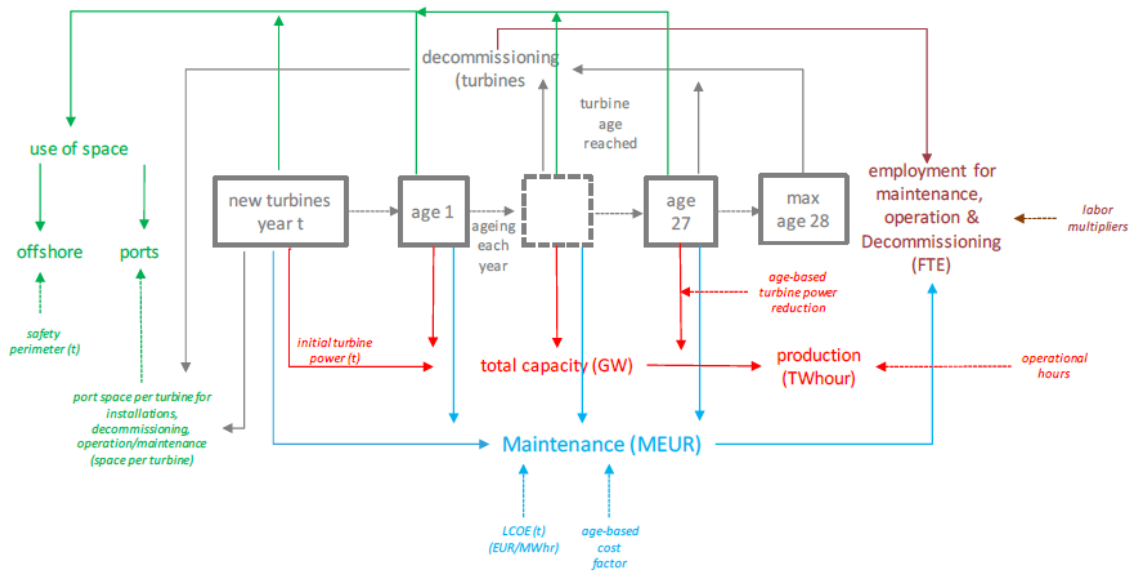 decommissioning
(turbines
turbine
age
reached
use of space
new turbines
year t
age 1
ageing
each
year
age
27
max
age 28
employment for
maintenance,
operation &
Decommissioning
(FTE)
labor
multipliers
offshore
ports
age-based
turbine power
reduction
safety
perimeter (t)
initial turbine
power (t)
total capacity (GW)
production
(TWhour)
operational
hours
port space per turbine for
installations,
decommissioning,
operation/maintenance
(space per turbine)
Maintenance (MEUR)
LCOE (t)
(EUR/MWhr)
age-based
cost
factor